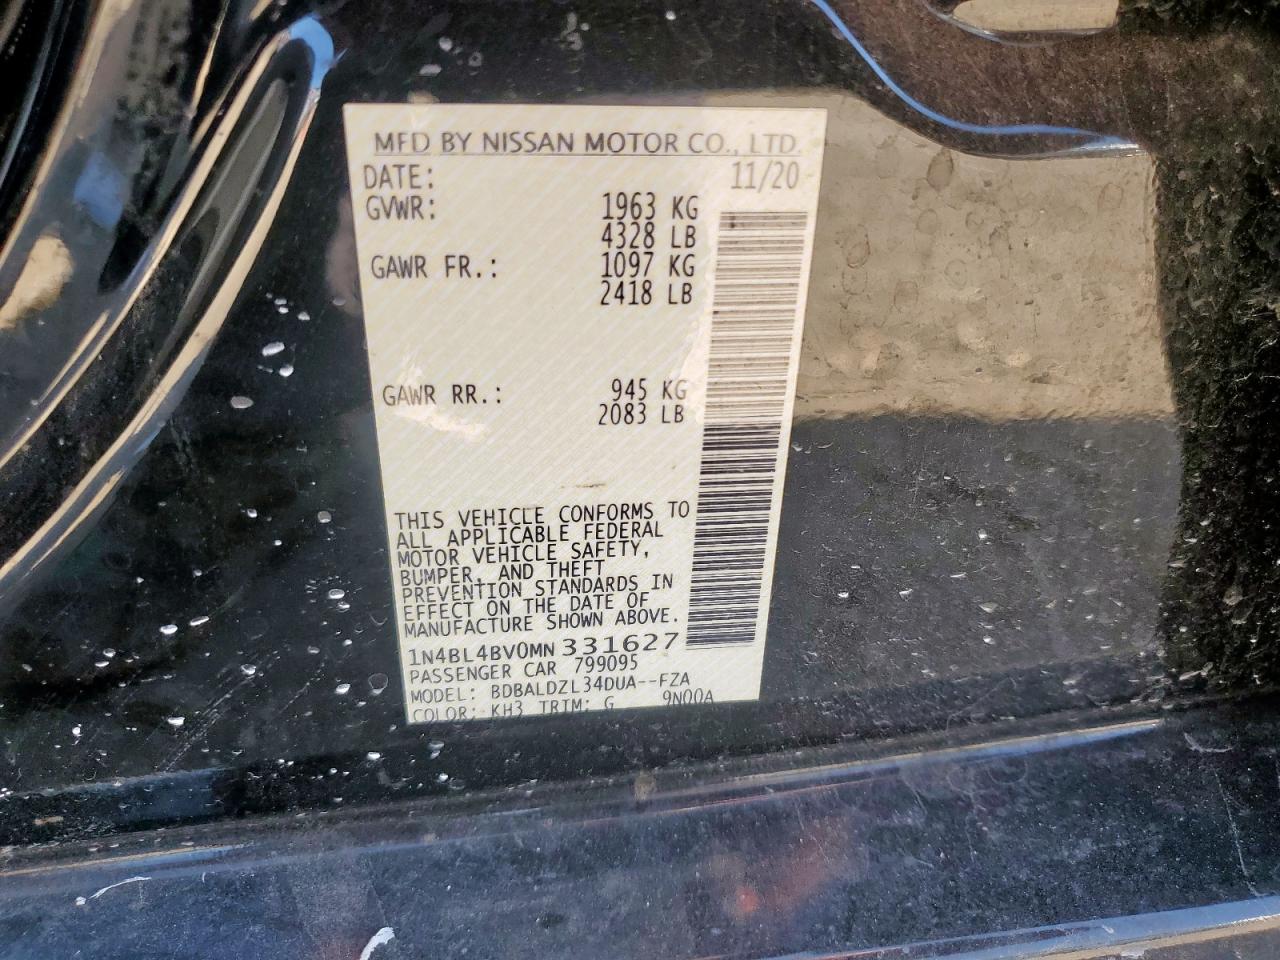 MFD BY NISSAN MOTOR CO., LTD.
DATE: 11/20
GVWR: 1963 KG
4328 LB
GAWR FR.: 1097 KG
2418 LB
GAWR RR.: 945 KG
2083 LB
THIS VEHICLE CONFORMS TO
ALL APPLICABLE FEDERAL
MOTOR VEHICLE SAFETY,
BUMPER, AND THEFT
PREVENTION STANDARDS IN
EFFECT ON THE DATE OF
MANUFACTURE SHOWN ABOVE.
1N4BL4BV0MN331627
PASSENGER CAR 799095
MODEL: BDBALDZL34DUA--FZA
COLOR: KH3 TRIM: G 9N00A